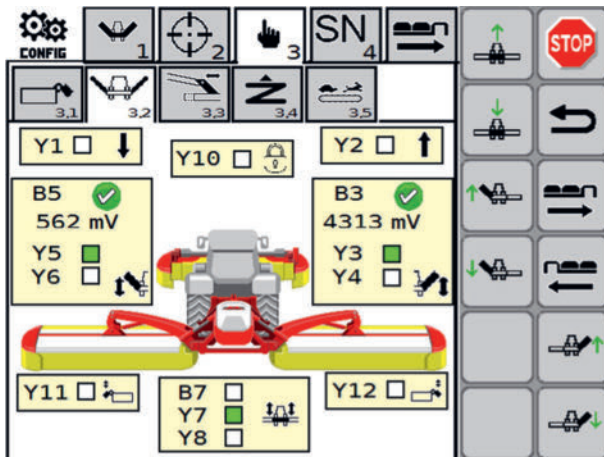 CONFIG
1
2
3
SN
4
STOP
3,1
3,2
3,3
3,4
3,5
Y1
Y10
Y2
B5
562 mV
Y5
Y6
B3
4313 mV
Y3
Y4
Y11
B7
Y7
Y8
Y12